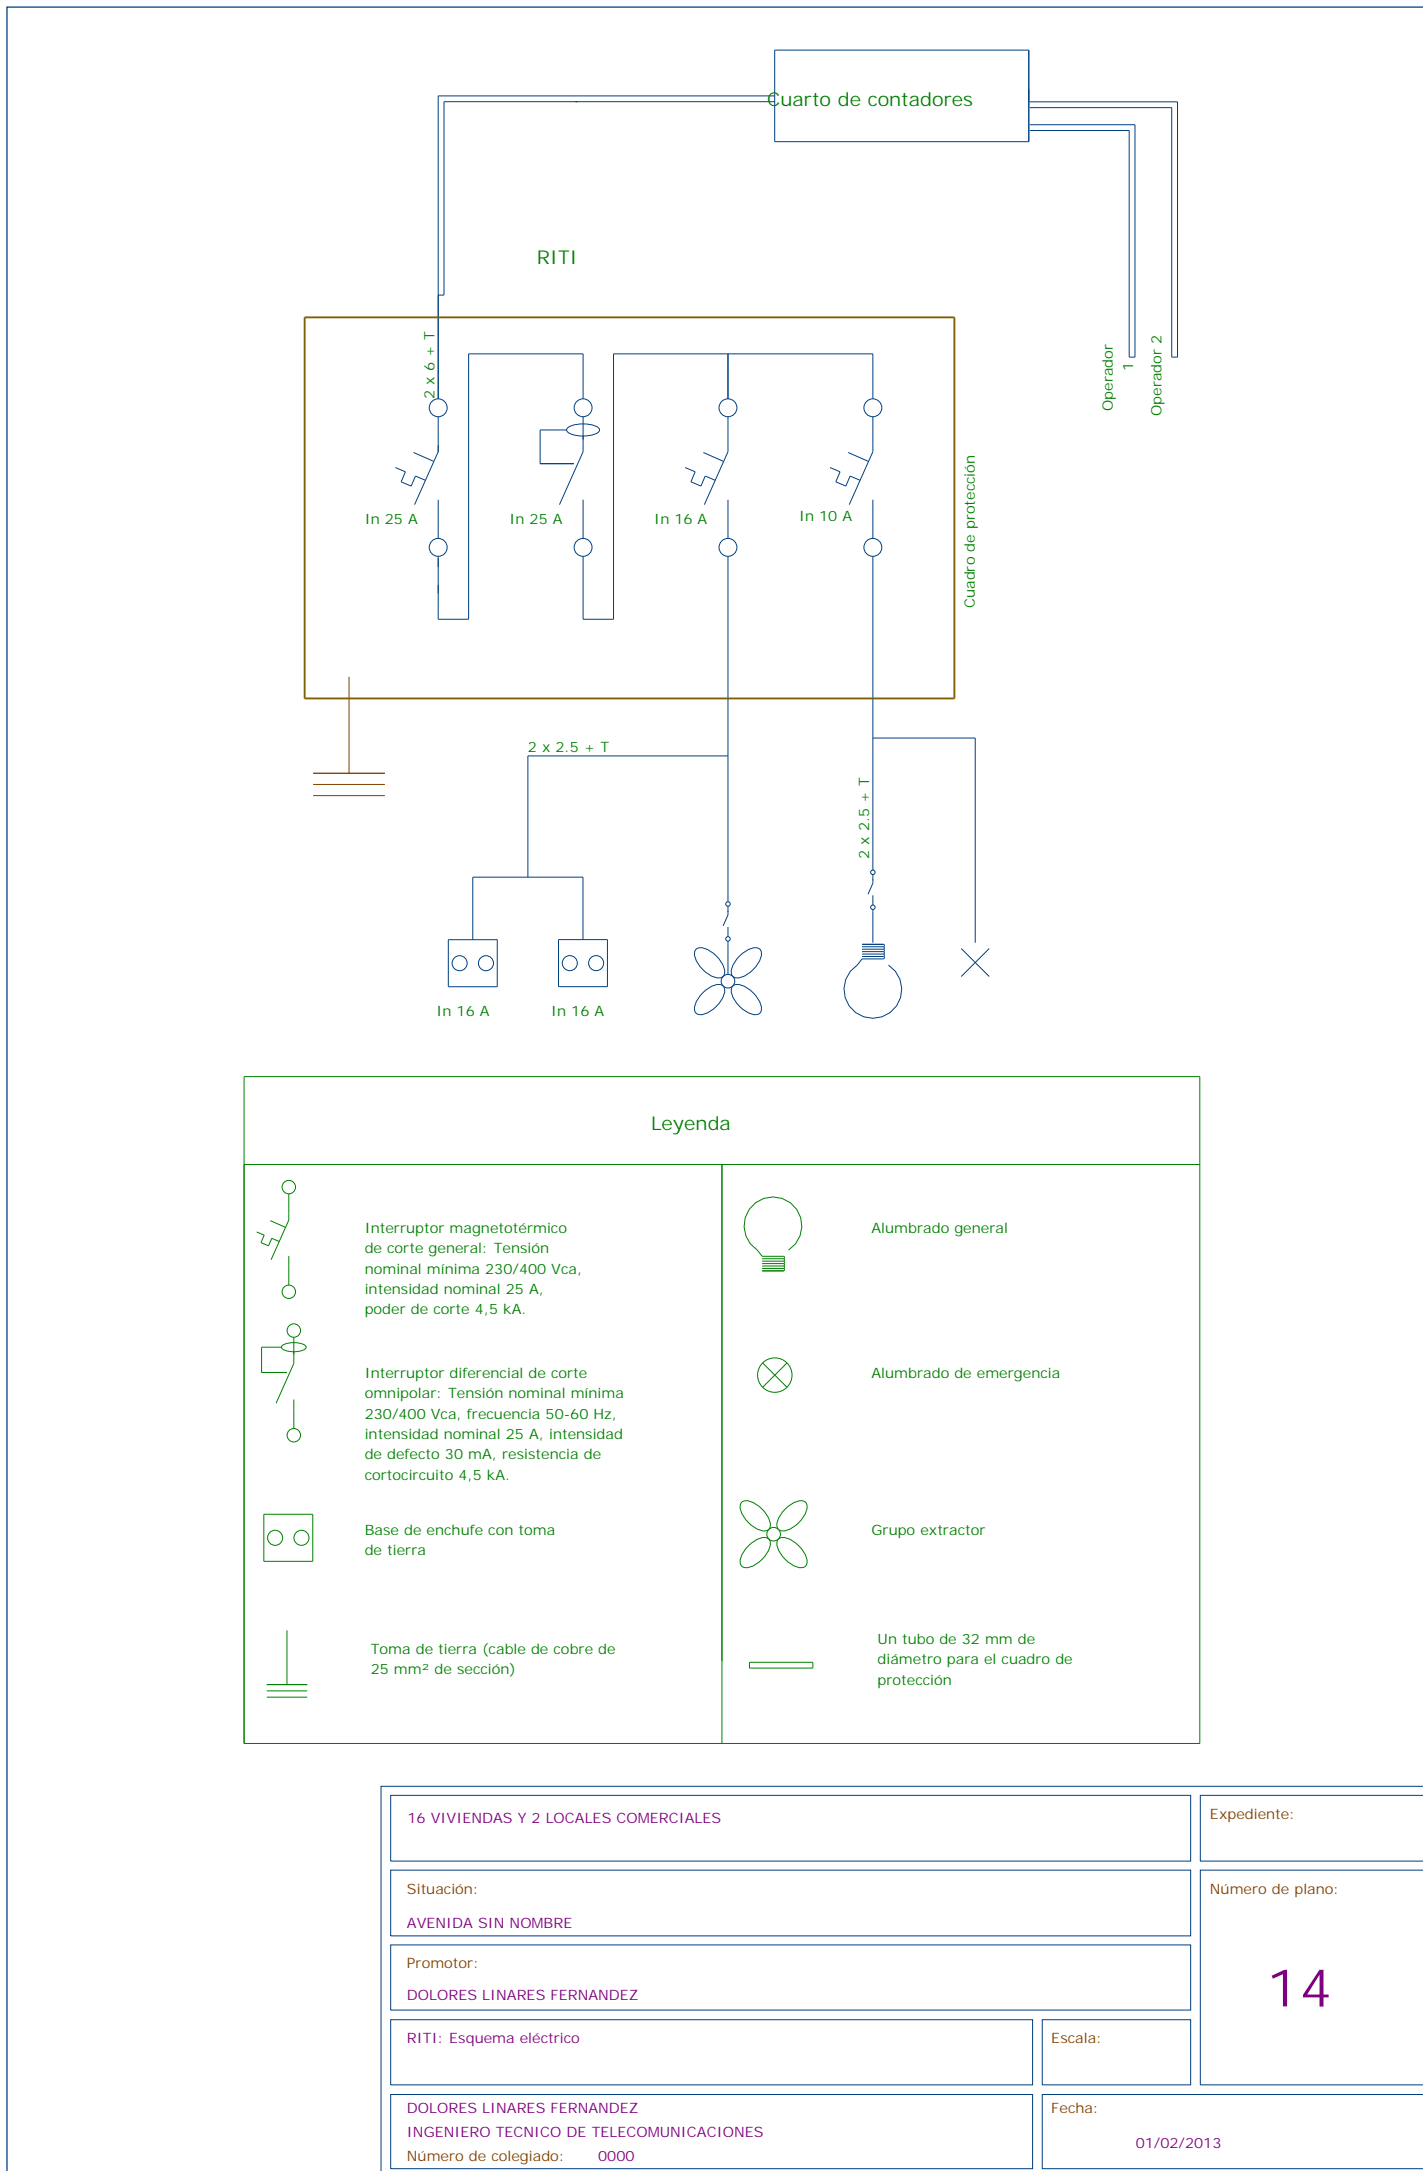 Cuarto de contadores
RITI
2 x 6 + T
Operador
1
Operador 2
In 25 A
In 25 A
In 16 A
In 10 A
Cuadro de protección
2 x 2.5 + T
2 x 2.5 + T
In 16 A
In 16 A
Leyenda
Interruptor magnetotérmico
de corte general: Tensión
nominal mínima 230/400 Vca,
intensidad nominal 25 A,
poder de corte 4,5 kA.
Alumbrado general
Interruptor diferencial de corte
omnipolar: Tensión nominal mínima
230/400 Vca, frecuencia 50-60 Hz,
intensidad nominal 25 A, intensidad
de defecto 30 mA, resistencia de
cortocircuito 4,5 kA.
Alumbrado de emergencia
Base de enchufe con toma
de tierra
Grupo extractor
Toma de tierra (cable de cobre de
25 mm² de sección)
Un tubo de 32 mm de
diámetro para el cuadro de
protección
16 VIVIENDAS Y 2 LOCALES COMERCIALES
Expediente:
Situación:
AVENIDA SIN NOMBRE
Número de plano:
14
Promotor:
DOLORES LINARES FERNANDEZ
RITI: Esquema eléctrico
Escala:
DOLORES LINARES FERNANDEZ
INGENIERO TECNICO DE TELECOMUNICACIONES
Número de colegiado: 0000
Fecha:
01/02/2013